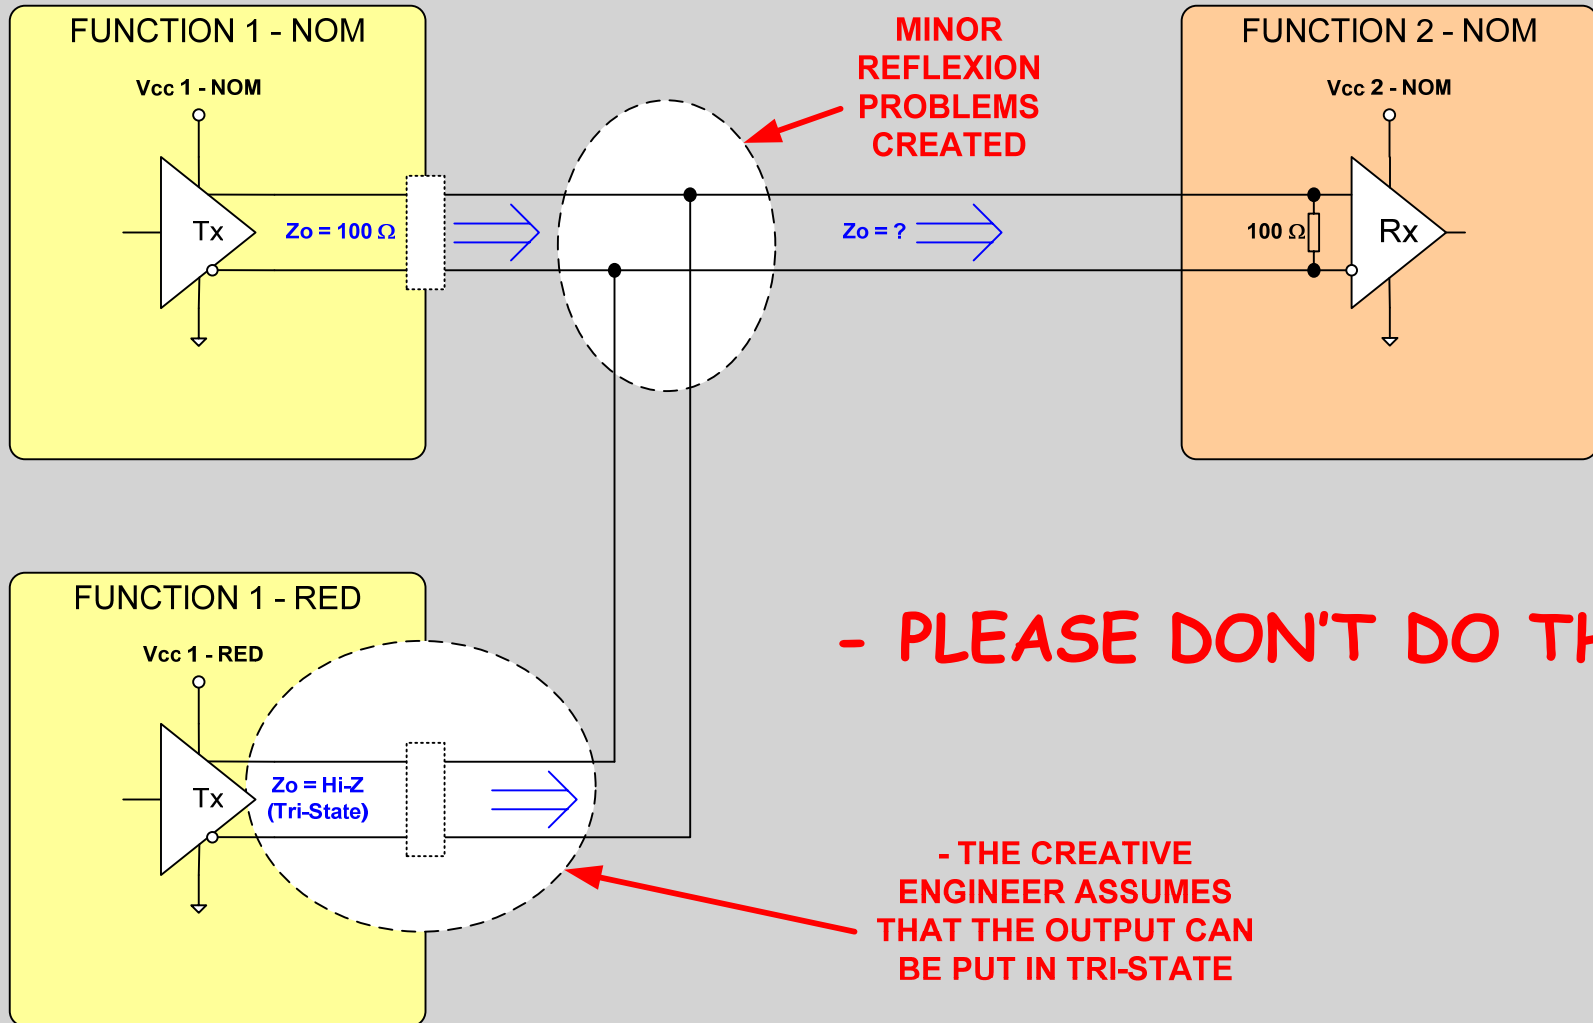 FUNCTION 1 - NOM
Vcc 1 - NOM
Tx
Zo = 100 Ω
MINOR
REFLEXION
PROBLEMS
CREATED
Zo = ?
FUNCTION 2 - NOM
Vcc 2 - NOM
100 Ω
Rx
FUNCTION 1 - RED
Vcc 1 - RED
Tx
Zo = Hi-Z
(Tri-State)
- PLEASE DON'T DO
- THE CREATIVE
ENGINEER ASSUMES
THAT THE OUTPUT CAN
BE PUT IN TRI-STATE